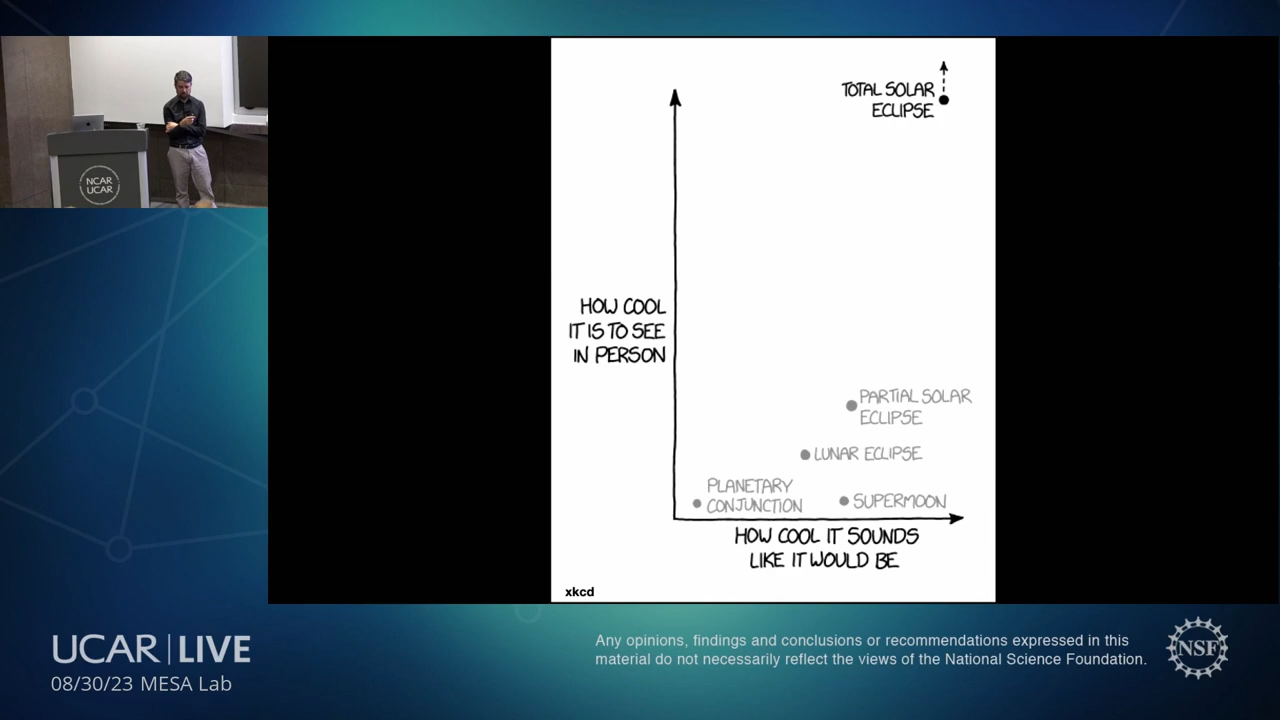 NCAR
UCAR
TOTAL SOLAR
ECLIPSE
HOW COOL
IT IS TO SEE
IN PERSON
PARTIAL SOLAR
ECLIPSE
LUNAR ECLIPSE
PLANETARY
CONJUNCTION
SUPERMOON
HOW COOL IT SOUNDS
LIKE IT WOULD BE
xkcd
UCAR | LIVE
08/30/23 MESA Lab
Any opinions, findings and conclusions or recommendations expressed in this
material do not necessarily reflect the views of the National Science Foundation.
NSF